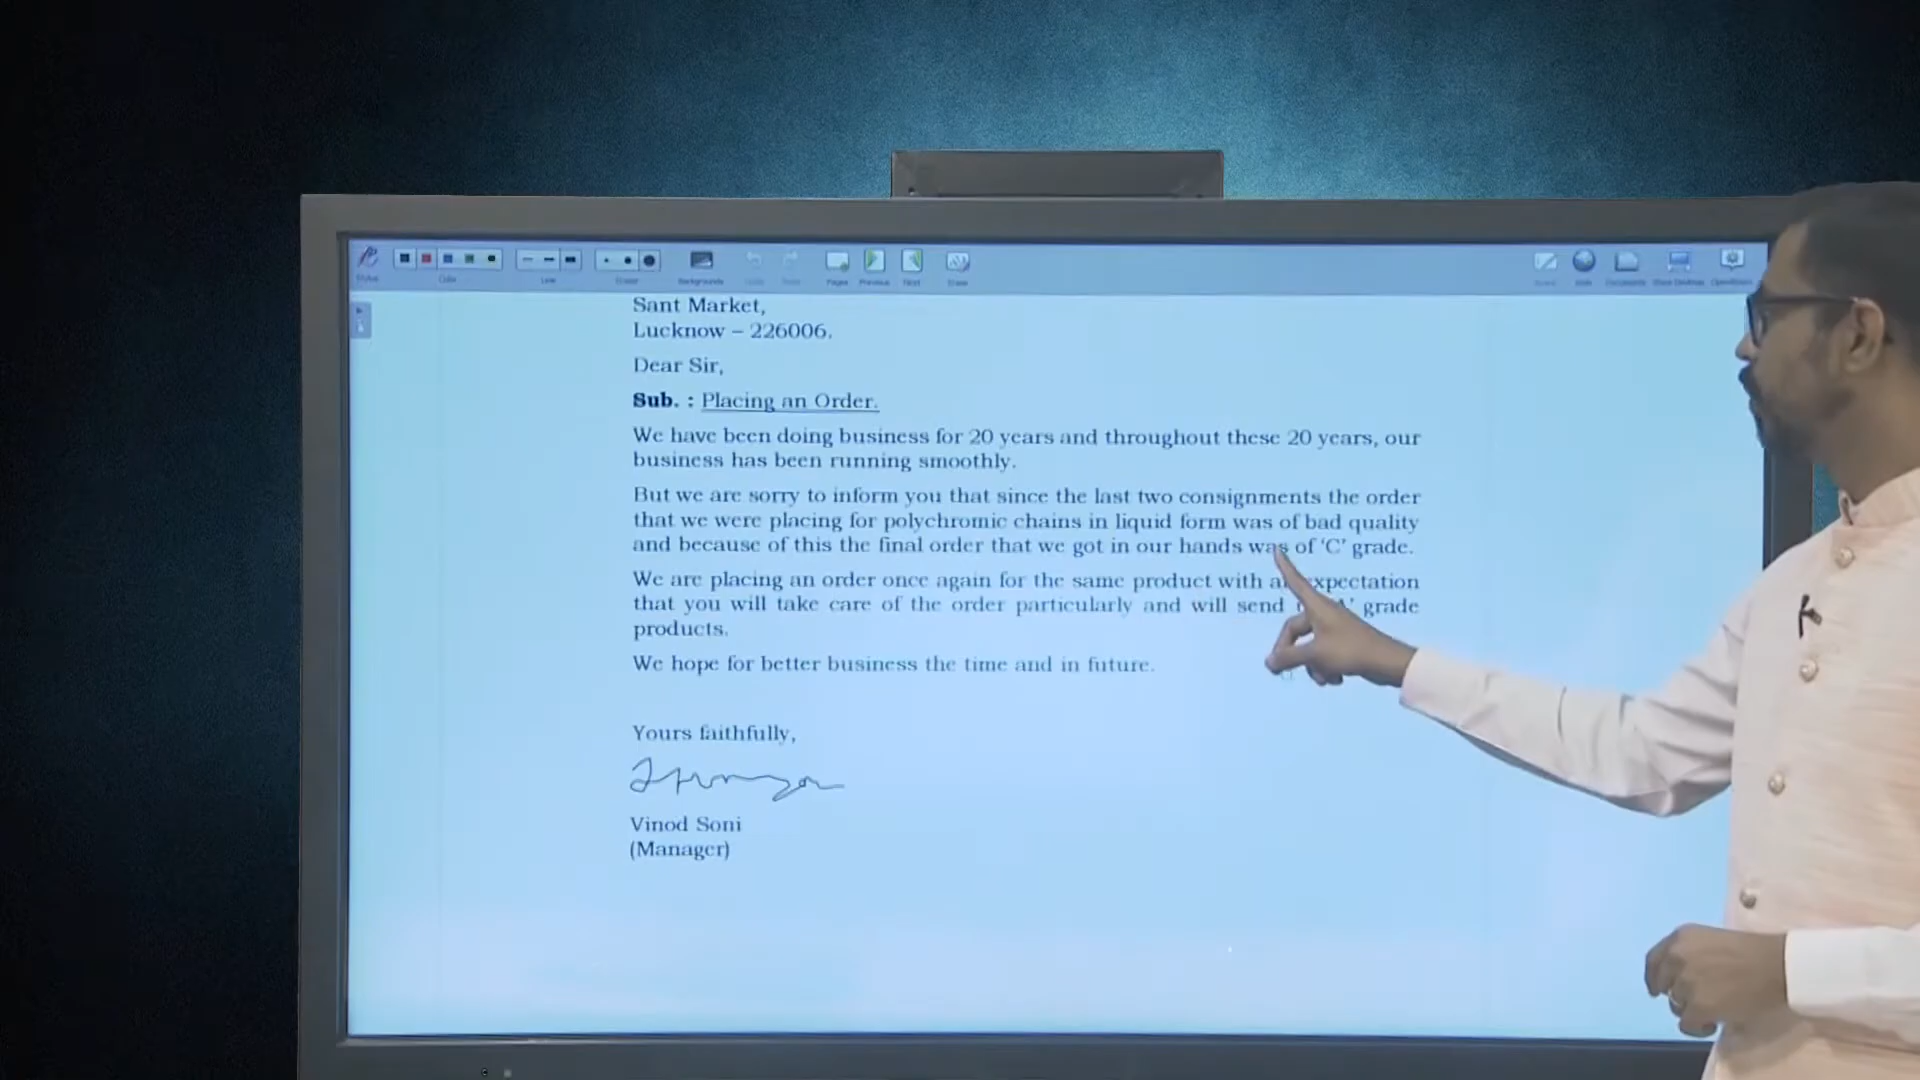 Sant Market,
Lucknow – 226006.
Dear Sir,
Sub. : Placing an Order.
We have been doing business for 20 years and throughout these 20 years, our
business has been running smoothly.
But we are sorry to inform you that since the last two consignments the order
that we were placing for polychromic chains in liquid form was of bad quality
and because of this the final order that we got in our hands was of ‘C’ grade.
We are placing an order once again for the same product with expectation
that you will take care of the order particularly and will send grade
products.
We hope for better business the time and in future.
Yours faithfully,
Vinod Soni
(Manager)